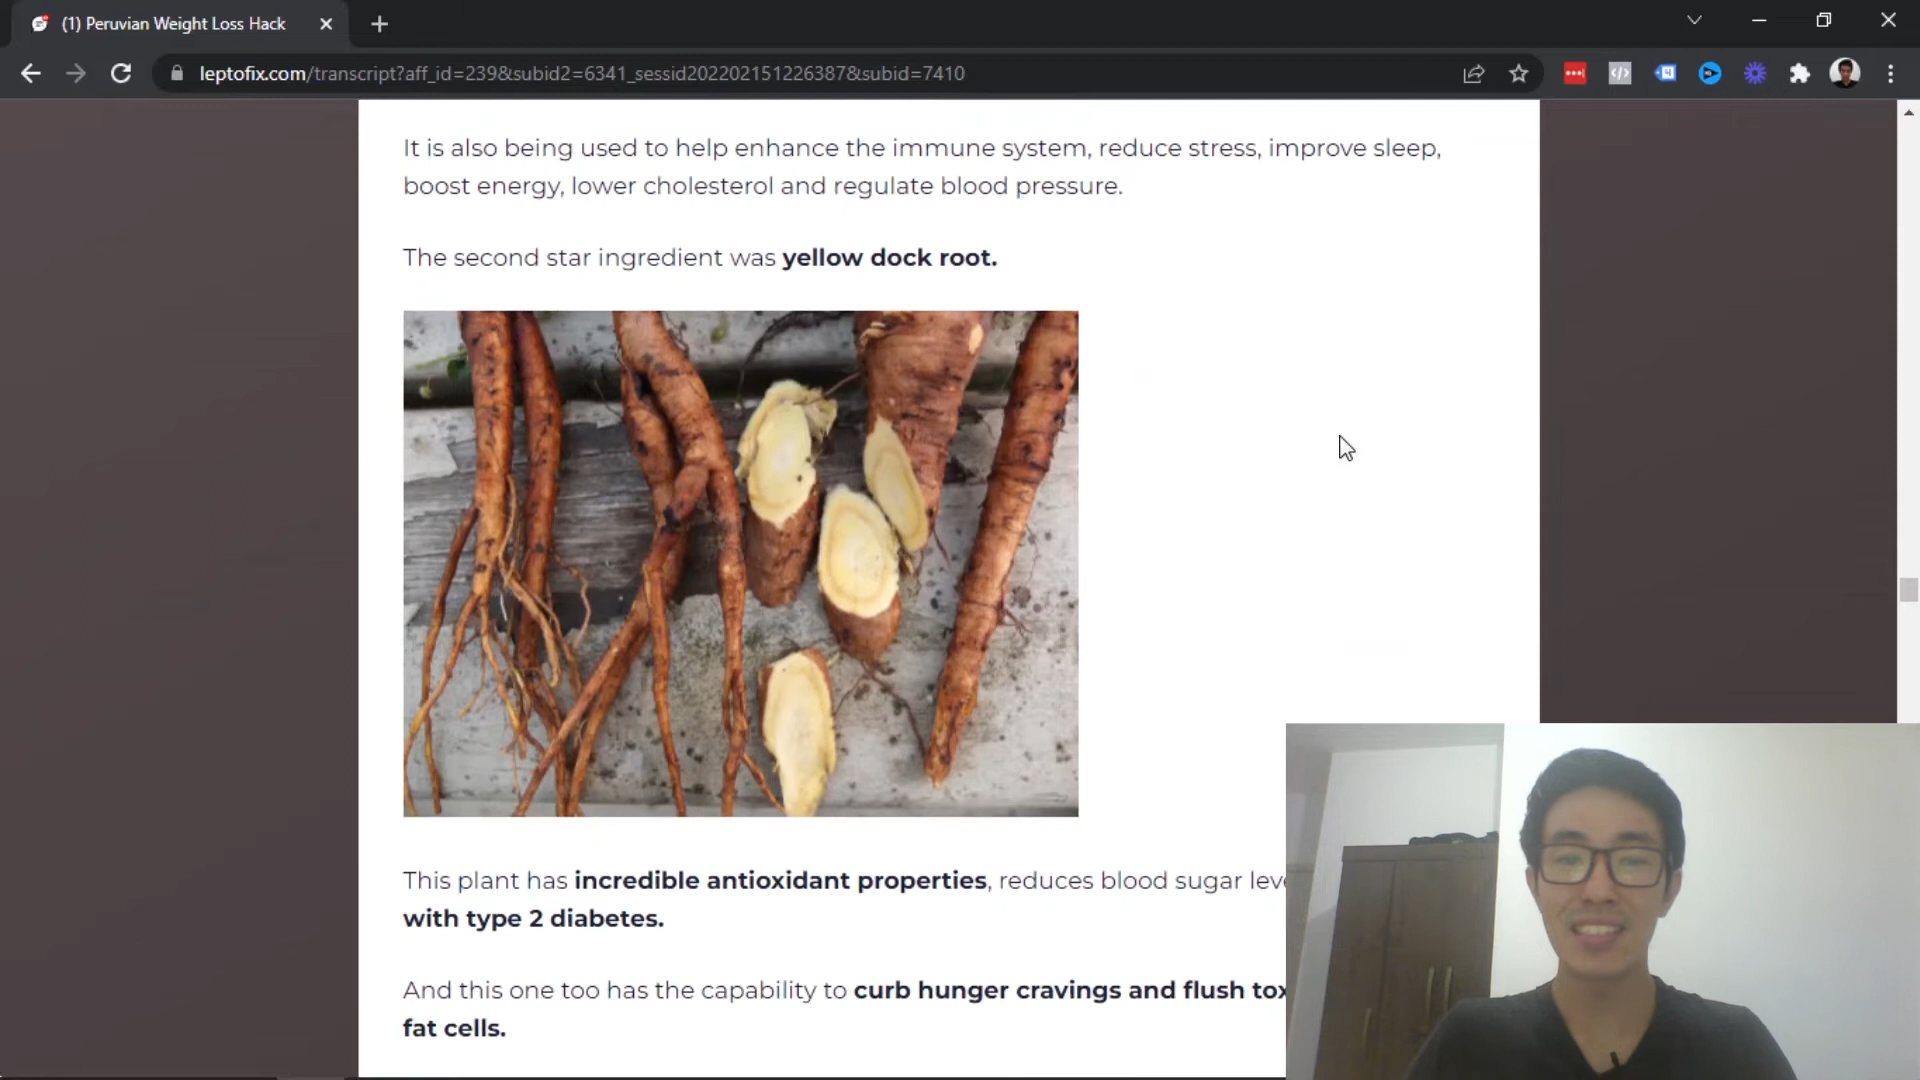 (1) Peruvian Weight Loss Hack
leptofix.com/transcript?aff_id=239&subid2=6341_sessid202202151226387&subid=7410
It is also being used to help enhance the immune system, reduce stress, improve sleep,
boost energy, lower cholesterol and regulate blood pressure.
The second star ingredient was yellow dock root.
This plant has incredible antioxidant properties, reduces blood sugar
with type 2 diabetes.
And this one too has the capability to curb hunger cravings and flush
fat cells.